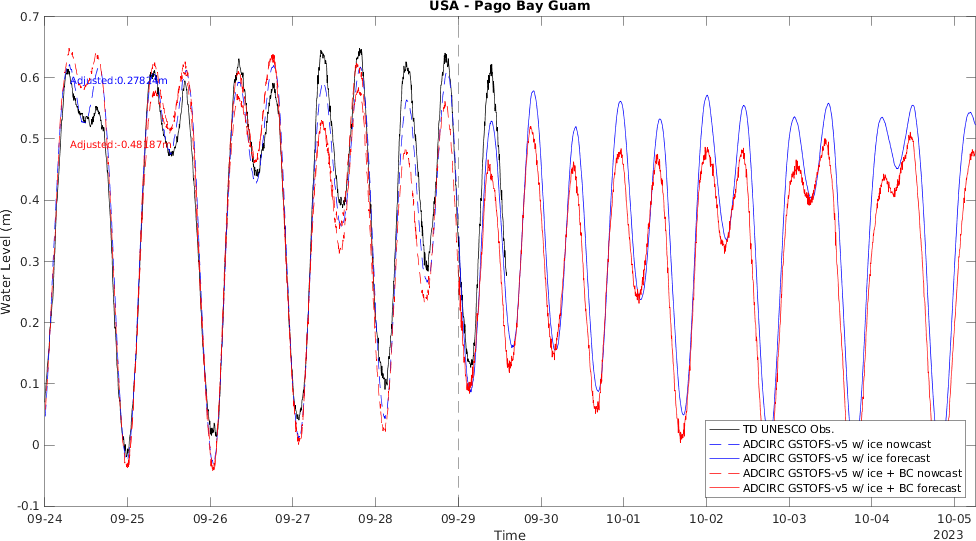 USA - Pago Bay Guam
0.7
0.6
0.5
0.4
0.3
0.2
0.1
0
-0.1
Water Level (m)
Adjusted:0.27824m
Adjusted:-0.48187m
TD UNESCO Obs.
ADCIRC GSTOFS-v5 w/ ice nowcast
ADCIRC GSTOFS-v5 w/ ice forecast
ADCIRC GSTOFS-v5 w/ ice + BC nowcast
ADCIRC GSTOFS-v5 w/ ice + BC forecast
09-24 09-25 09-26 09-27 09-28 09-29 09-30 10-01 10-02 10-03 10-04 10-05
Time
2023